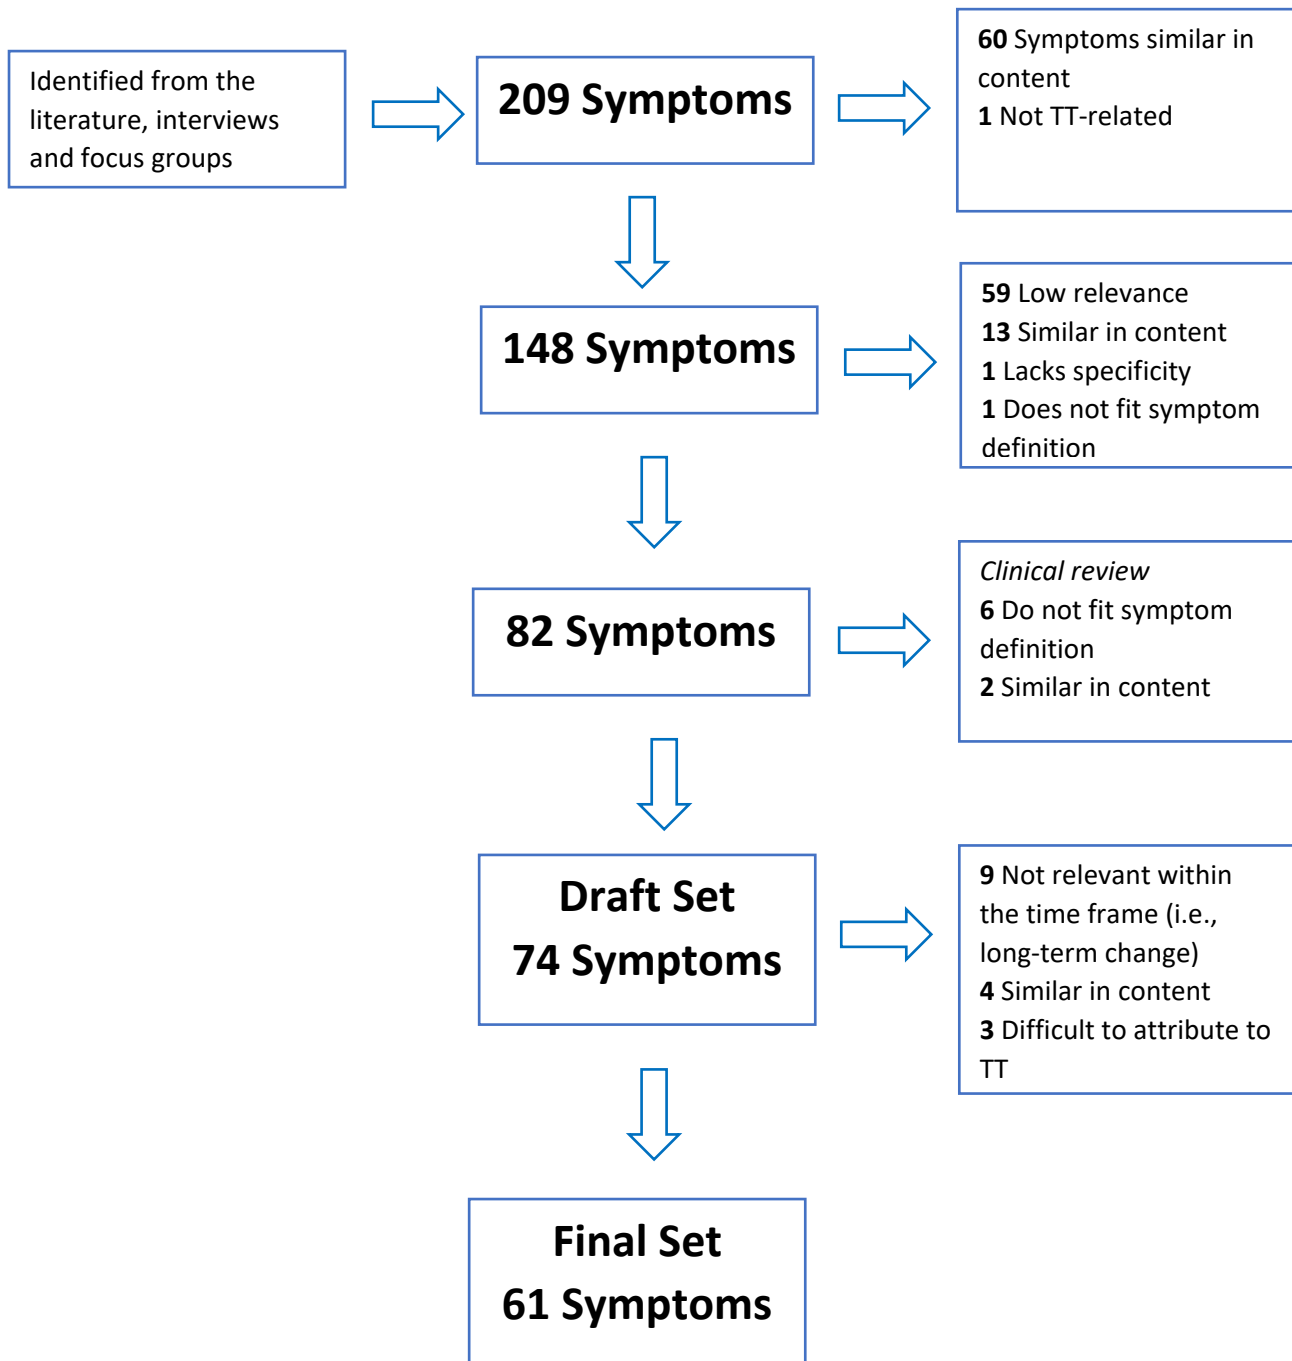 Identified from the
literature, interviews
and focus groups
209 Symptoms
60 Symptoms similar in
content
1 Not TT-related
148 Symptoms
59 Low relevance
13 Similar in content
1 Lacks specificity
1 Does not fit symptom
definition
82 Symptoms
Clinical review
6 Do not fit symptom
definition
2 Similar in content
Draft Set
74 Symptoms
9 Not relevant within
the time frame (i.e.,
long-term change)
4 Similar in content
3 Difficult to attribute to
TT
Final Set
61 Symptoms